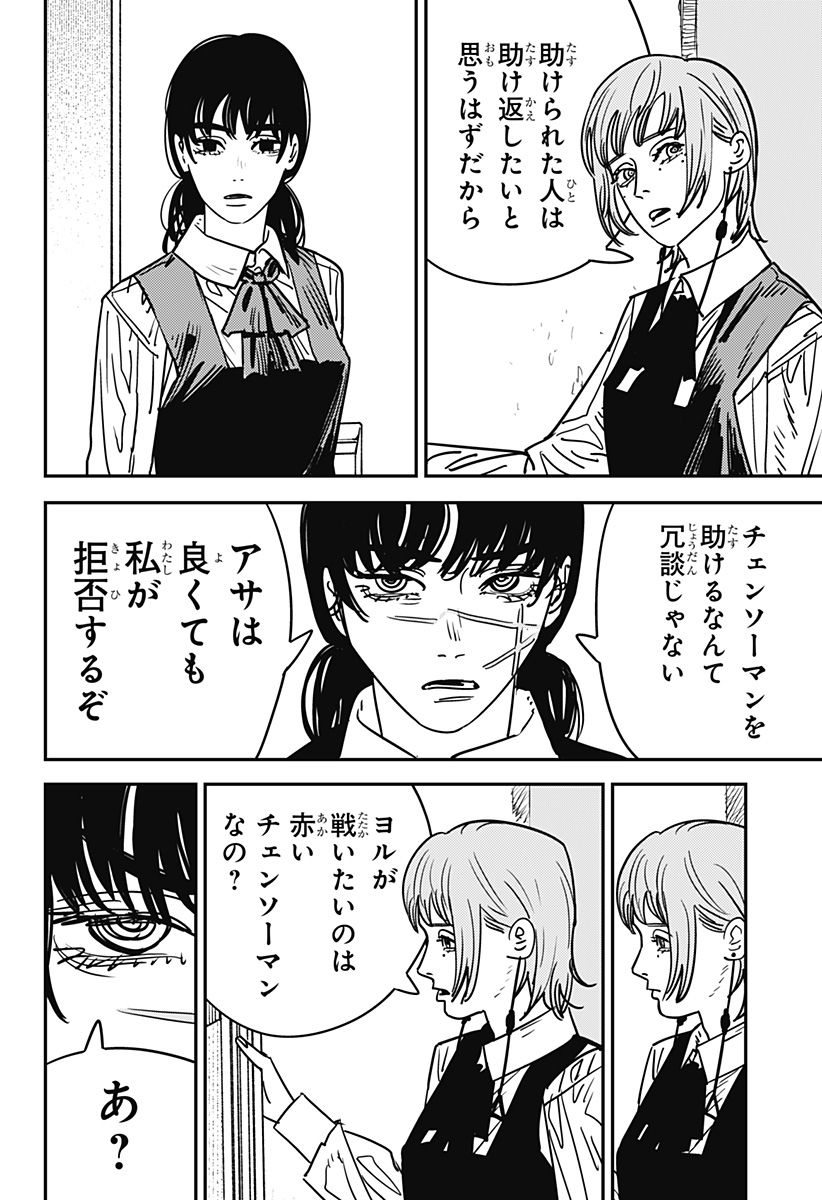 助けられた人は
助け返したいと
思うはずだから
チェンソーマンを
助けるなんて
冗談じゃない
アサは
良くても
私が
拒否するぞ
ヨルが
戦いたいのは
赤い
チェンソーマン
なの？
あ？